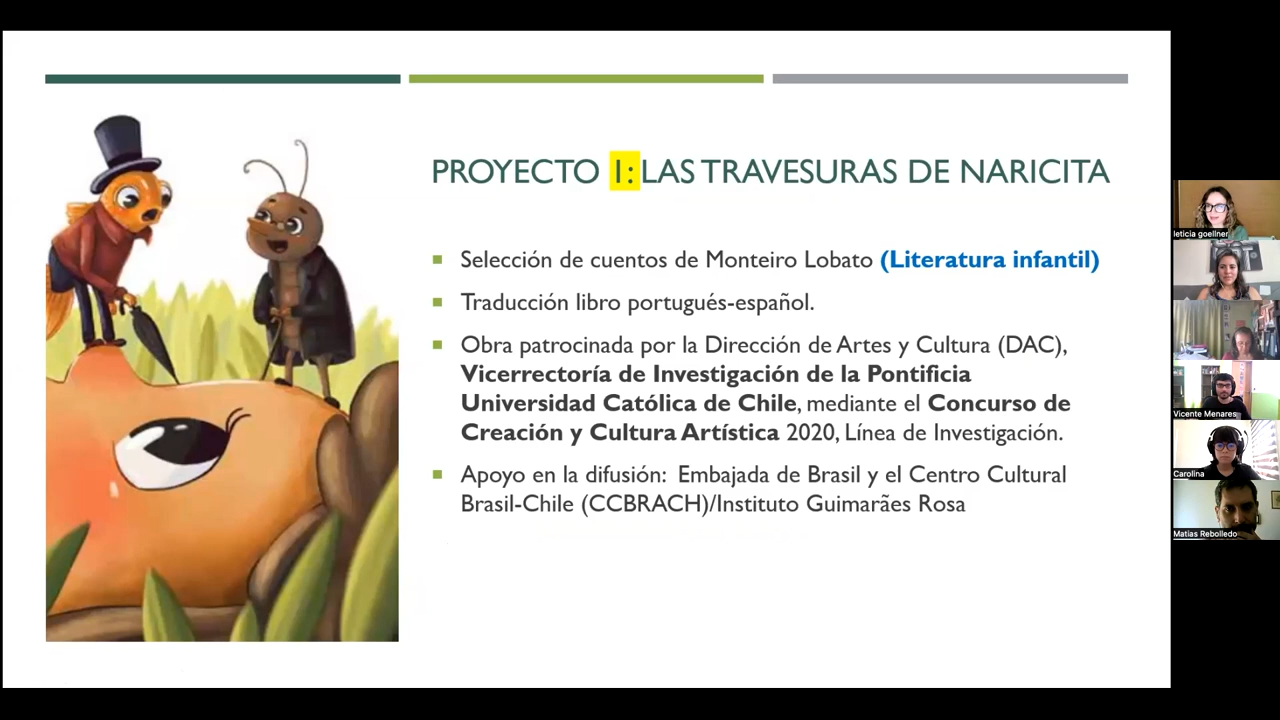 PROYECTO 1: LAS TRAVESURAS DE NARICITA
Selección de cuentos de Monteiro Lobato (Literatura infantil)
Traducción libro portugués-español.
Obra patrocinada por la Dirección de Artes y Cultura (DAC),
Vicerrectoría de Investigación de la Pontificia
Universidad Católica de Chile, mediante el Concurso de
Creación y Cultura Artística 2020, Línea de Investigación.
Apoyo en la difusión: Embajada de Brasil y el Centro Cultural
Brasil-Chile (CCBRACH)/Instituto Guimarães Rosa
leticia goellner
Vicente Menares
Carolina
Matías Rebolledo